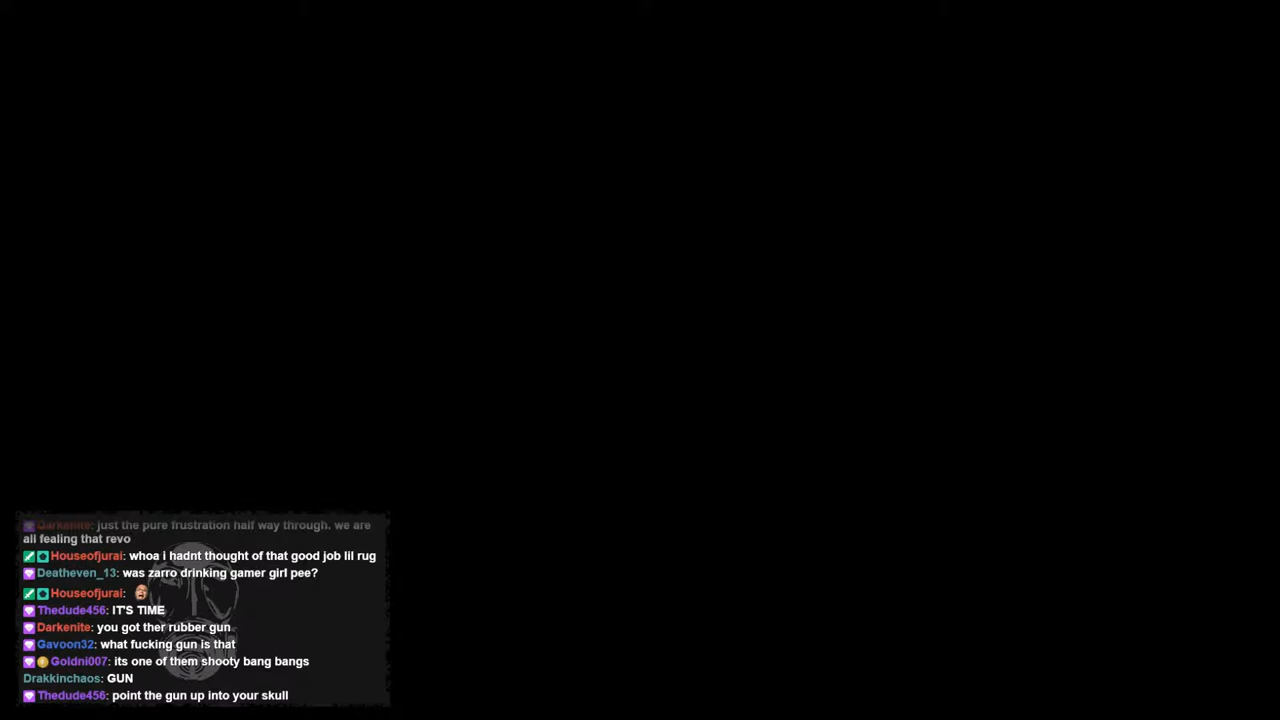 Darkenite: just the pure frustration half way through. we are
all fealing that revo
Houseofjurai: whoa i hadnt thought of that good job lil rug
Deatheven_13: was zarro drinking gamer girl pee?
Houseofjurai:
Thedude456: IT'S TIME
Darkenite: you got ther rubber gun
Gavoon32: what fucking gun is that
Goldni007: its one of them shooty bang bangs
Drakkinchaos: GUN
Thedude456: point the gun up into your skull